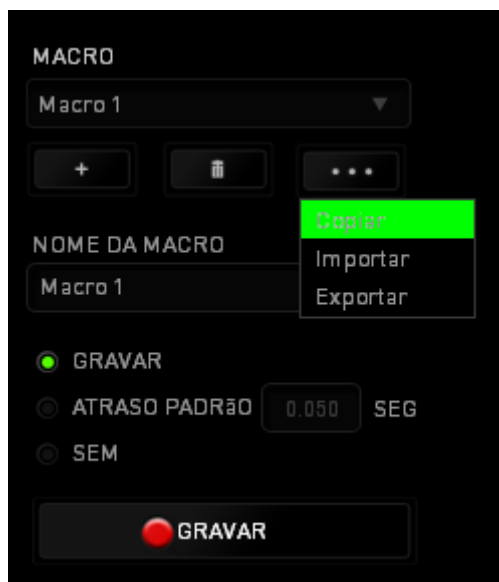 MACRO
Macro 1
+
Copiar
NOME DA MACRO
Importar
Macro 1
Exportar
GRAVAR
ATRASO PADRãO 0.050 SEG
SEM
GRAVAR